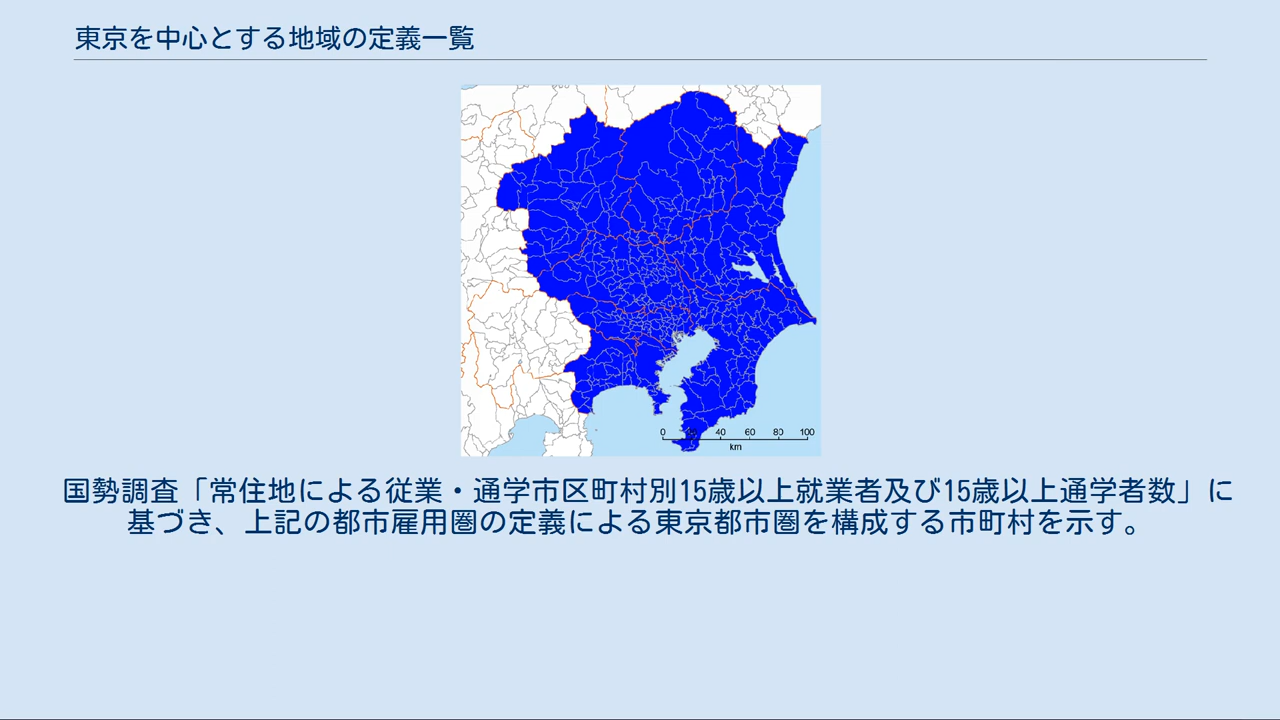 東京を中心とする地域の定義一覧
0 20 40 60 80 100
km
国勢調査「常住地による従業・通学市区町村別15歳以上就業者及び15歳以上通学者数」に
基づき、上記の都市雇用圏の定義による東京都市圏を構成する市町村を示す。